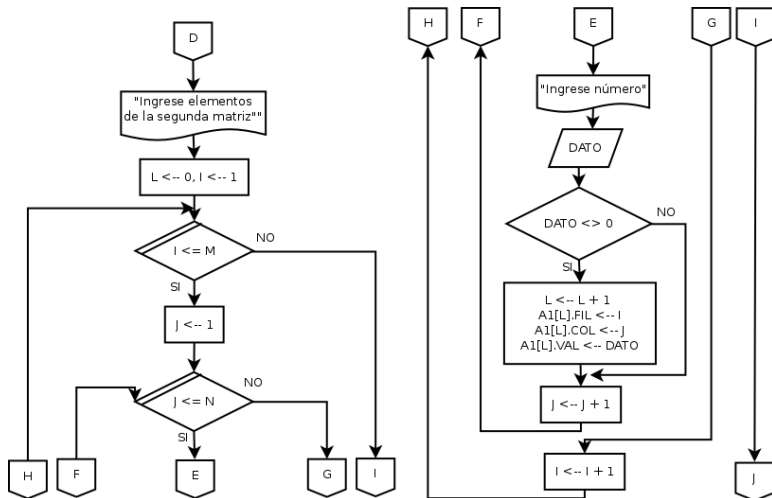 D
"Ingrese elementos
de la segunda matriz""
L <-- 0, I <-- 1
I <= M
NO
SI
J <-- 1
J <= N
NO
SI
H
F
E
G
I
H
F
E
G
I
"Ingrese número"
DATO
DATO <> 0
NO
SI
L <-- L + 1
A1[L].FIL <-- I
A1[L].COL <-- J
A1[L].VAL <-- DATO
J <-- J + 1
I <-- I + 1
J